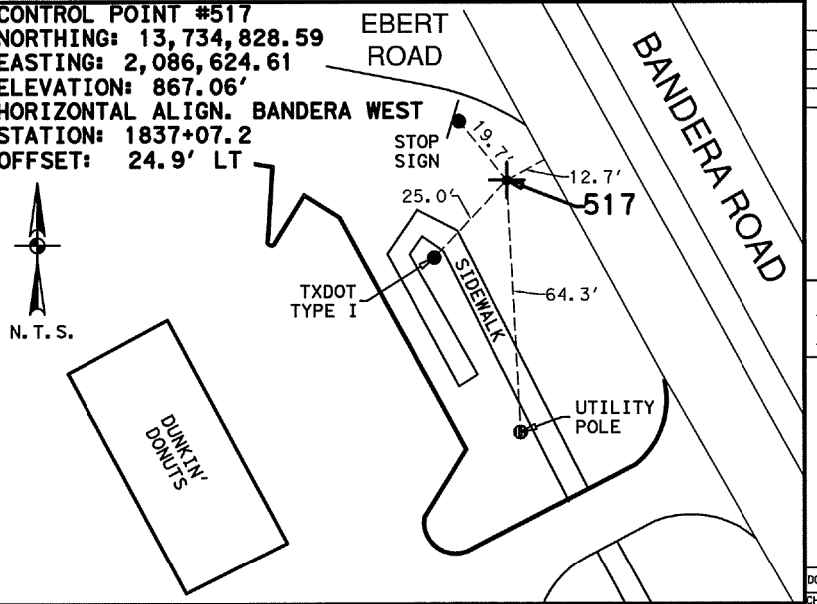 CONTROL POINT #517
NORTHING: 13,734,828.59
EASTING: 2,086,624.61
ELEVATION: 867.06'
HORIZONTAL ALIGN. BANDERA WEST
STATION: 1837+07.2
OFFSET: 24.9' LT
EBERT
ROAD
BANDERA ROAD
STOP
SIGN
19.7'
12.7'
517
25.0'
TXDOT
TYPE I
SIDEWALK
64.3'
N.T.S.
UTILITY
POLE
DUNKIN'
DONUTS